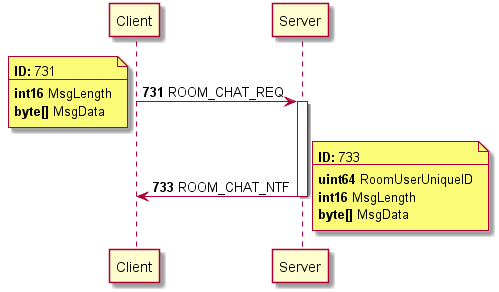 Client
Server
ID: 731
int16 MsgLength
byte[] MsgData
731 ROOM_CHAT_REQ
ID: 733
uint64 RoomUserUniqueID
int16 MsgLength
byte[] MsgData
733 ROOM_CHAT_NTF
Client
Server